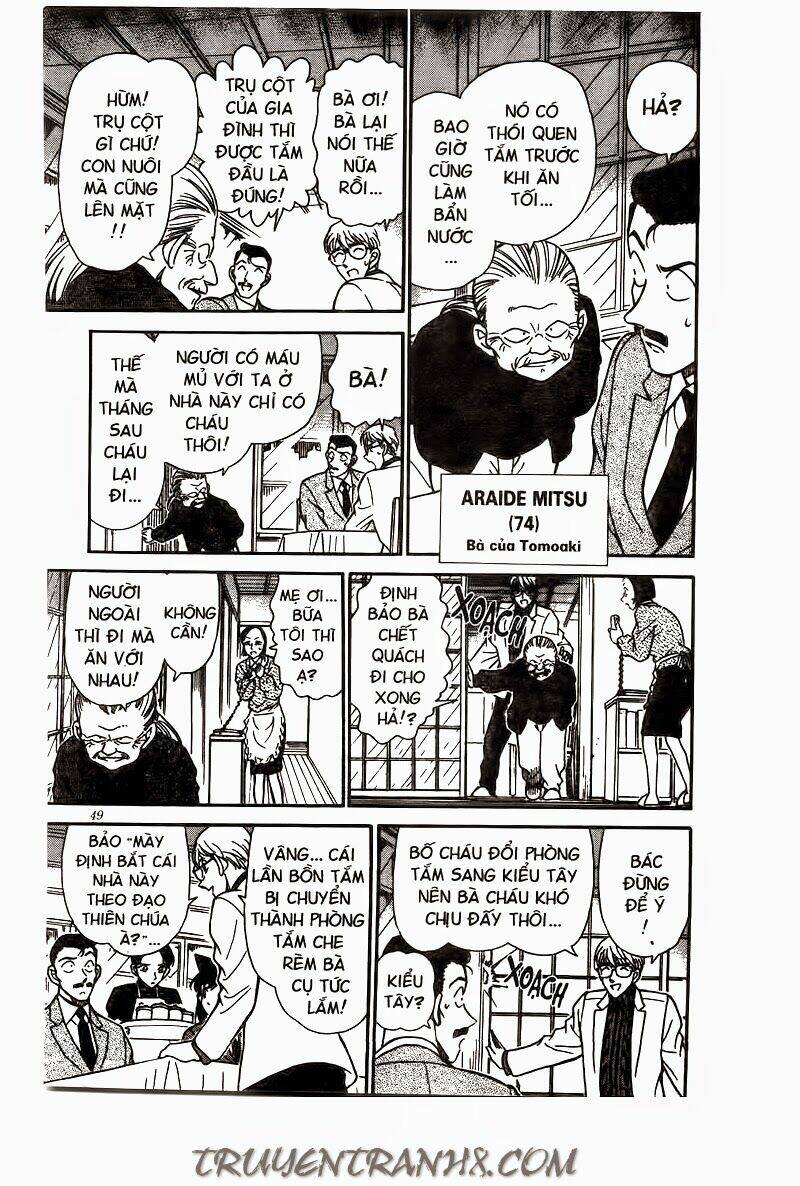 HẢ?
NÓ CÓ
THÓI QUEN
TẮM TRƯỚC
KHI ĂN
TỐI...
BAO
GIỜ
CŨNG
LÀM
BẨN
NƯỚC
...
ARAIDE MITSU
(74)
Bà của Tomoaki
BÀ ƠI!
BÀ LẠI
NÓI THẾ
NỮA
RỒI...
TRỤ CỘT
CỦA GIA
ĐÌNH THÌ
ĐƯỢC TẮM
ĐẦU LÀ
ĐÚNG!
HỪM!
TRỤ CỘT
GÌ CHỨ!
CON NUÔI
MÀ CŨNG
LÊN MẶT
!!
BÀ!
NGƯỜI CÓ MÁU
MỦ VỚI TA Ở
NHÀ NÀY CHỈ CÓ
CHÁU
THÔI!
THẾ
MÀ
THÁNG
SAU
CHÁU
LẠI
ĐI...
XOẠCH
ĐỊNH
BẢO BÀ
CHẾT
QUÁCH
ĐI CHO
XONG
HẢ!?
MẸ ƠI...
BỮA
TỐI THÌ
SAO
Ạ?
KHÔNG
CẦN!
NGƯỜI
NGOÀI
THÌ ĐI MÀ
ĂN VỚI
NHAU!
49
BÁC
ĐỪNG
ĐỂ Ý
!
XOẠCH
BỐ CHÁU ĐỔI PHÒNG
TẮM SANG KIỂU TÂY
NÊN BÀ CHÁU KHÓ
CHỊU ĐẤY THÔI...
KIỂU
TÂY?
VÂNG... CÁI
LẦN BỒN TẮM
BỊ CHUYỂN
THÀNH PHÒNG
TẮM CHE
RÈM BÀ
CỤ TỨC
LẮM!
BẢO "MÀY
ĐỊNH BẮT CÁI
NHÀ NÀY
THEO ĐẠO
THIÊN CHÚA
À?"...
TRUYENTRANH8.COM